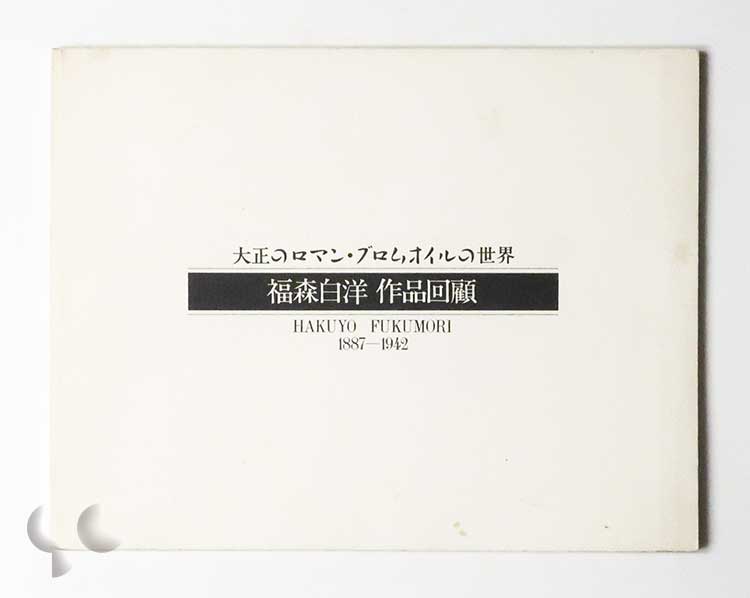 大正のロマン・ブロムオイルの世界
福森白洋 作品回顧
HAKUYO FUKUMORI
1887—1942